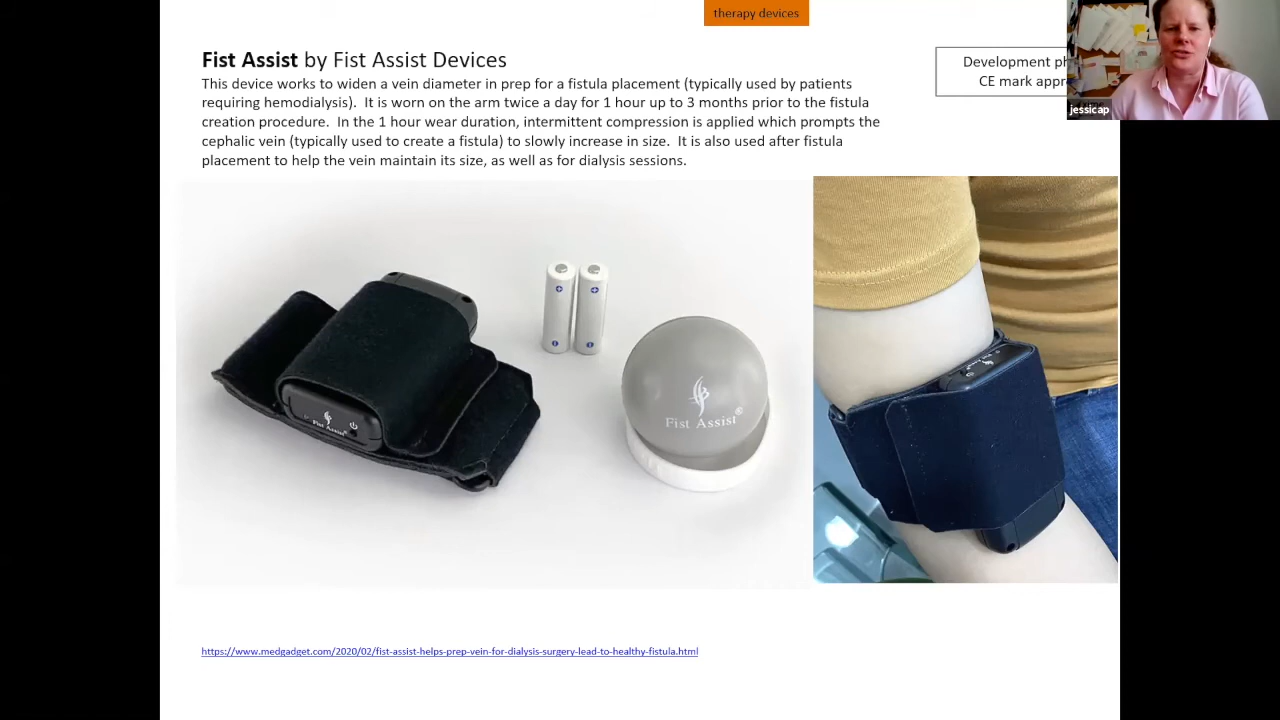 therapy devices
Fist Assist by Fist Assist Devices
This device works to widen a vein diameter in prep for a fistula placement (typically used by patients
requiring hemodialysis).  It is worn on the arm twice a day for 1 hour up to 3 months prior to the fistula
creation procedure.  In the hour wear duration, intermittent compression is applied which prompts the
cephalic vein (typically used to create a fistula) to slowly increase in size.  It is also used after fistula
placement to help the vein maintain its size, as well as for dialysis sessions.
Development
CE mark
jessicap
Fist Assist
Fist Assist®
Fist Assist
https://www.medgadget.com/2020/02/fist-assist-helps-prep-vein-for-dialysis-surgery-lead-to-healthy-fistula.html